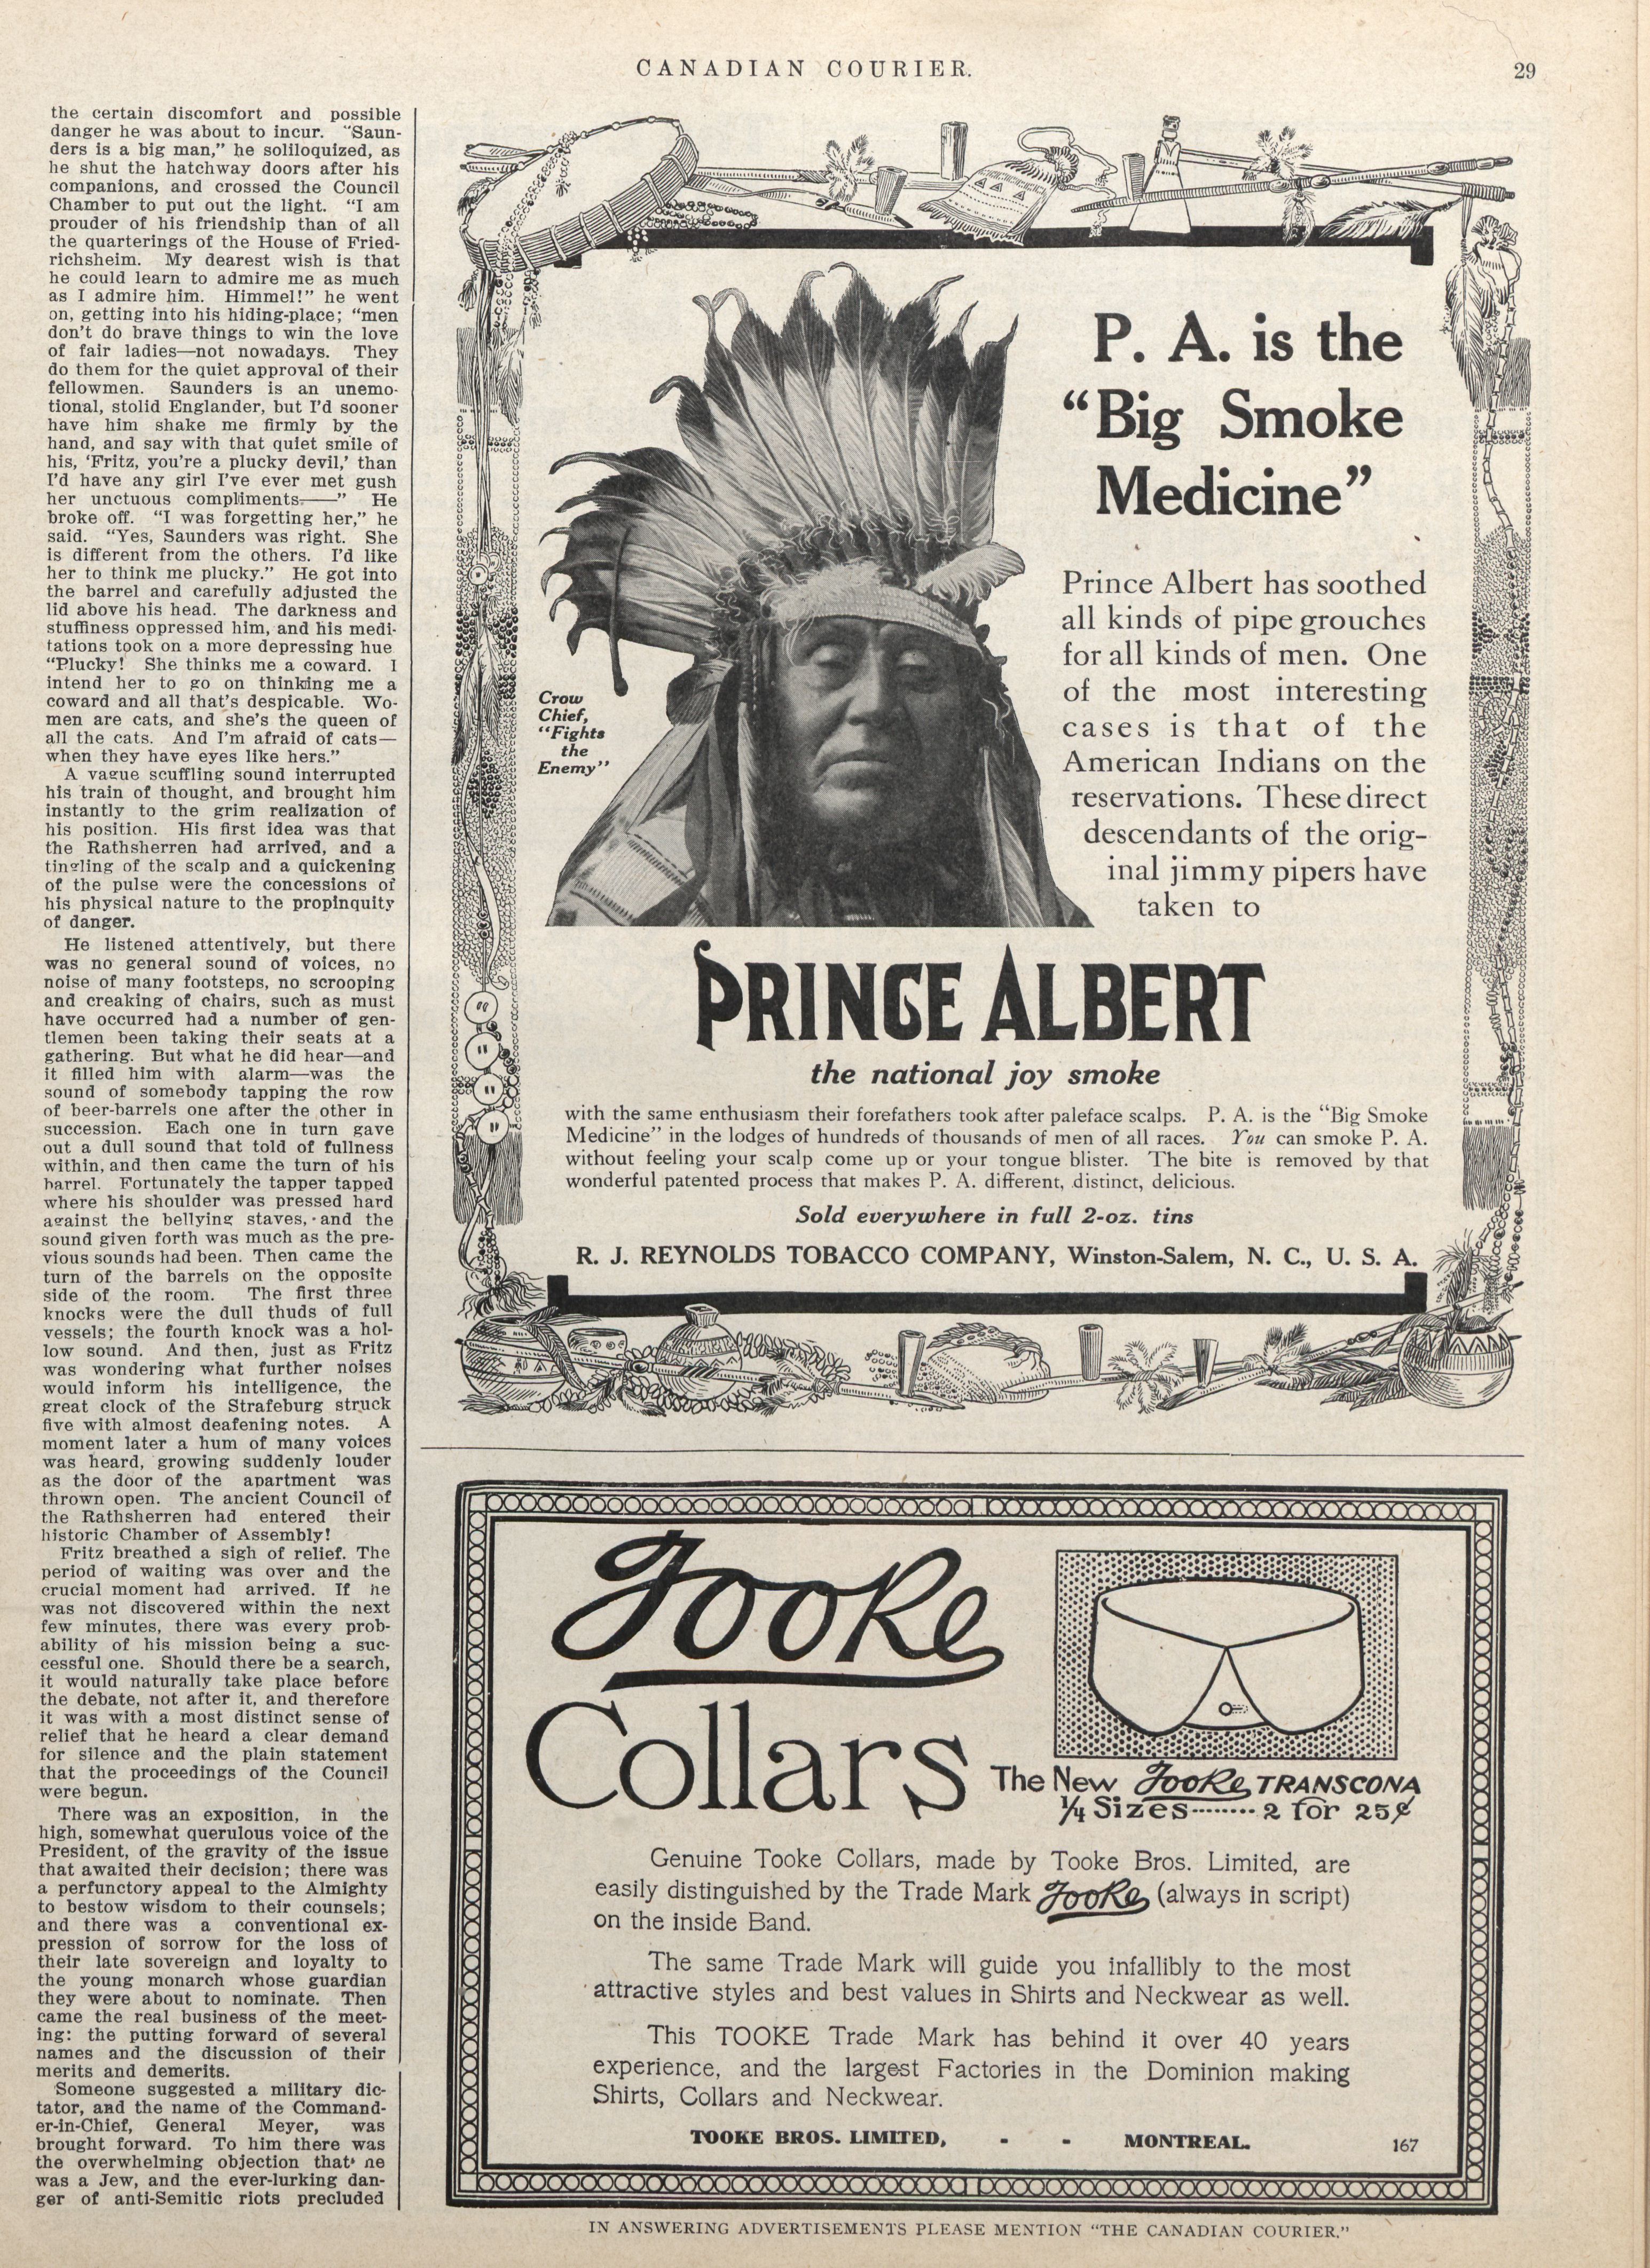 CANADIAN COURIER.
29
the certain discomfort and possible
danger he was about to incur. "Saun-
ders is a big man," he soliloquized, as
he shut the hatchway doors after his
companions, and crossed the Council
Chamber to put out the light. "I am
prouder of his friendship than of all
the quarterings of the House of Fried-
richsheim. My dearest wish is that
he could learn to admire me as much
as I admire him. Himmel!" he went
on, getting into his hiding-place; "men
don't do brave things to win the love
of fair ladies—not nowadays. They
do them for the quiet approval of their
fellowmen. Saunders is an unemo-
tional, stolid Englander, but I'd sooner
have him shake me firmly by the
hand, and say with that quiet smile of
his, 'Fritz, you're a plucky devil,' than
I'd have any girl I've ever met gush
her unctuous compliments——" He
broke off. "I was forgetting her," he
said. "Yes, Saunders was right. She
is different from the others. I'd like
her to think me plucky." He got into
the barrel and carefully adjusted the
lid above his head. The darkness and
stuffiness oppressed him, and his medi-
tations took on a more depressing hue
"Plucky! She thinks me a coward. I
intend her to go on thinking me a
coward and all that's despicable. Wo-
men are cats, and she's the queen of
all the cats. And I'm afraid of cats—
when they have eyes like hers."
A vague scuffling sound interrupted
his train of thought, and brought him
instantly to the grim realization of
his position. His first idea was that
the Rathsherren had arrived, and a
tingling of the scalp and a quickening
of the pulse were the concessions of
his physical nature to the propinquity
of danger.
He listened attentively, but there
was no general sound of voices, no
noise of many footsteps, no scrooping
and creaking of chairs, such as must
have occurred had a number of gen-
tlemen been taking their seats at a
gathering. But what he did hear—and
it filled him with alarm—was the
sound of somebody tapping the row
of beer-barrels one after the other in
succession. Each one in turn gave
out a dull sound that told of fullness
within, and then came the turn of his
barrel. Fortunately the tapper tapped
where his shoulder was pressed hard
against the bellying staves, and the
sound given forth was much as the pre-
vious sounds had been. Then came the
turn of the barrels on the opposite
side of the room. The first three
knocks were the dull thuds of full
vessels; the fourth knock was a hol-
low sound. And then, just as Fritz
was wondering what further noises
would inform his intelligence, the
great clock of the Strafeburg struck
five with almost deafening notes. A
moment later a hum of many voices
was heard, growing suddenly louder
as the door of the apartment was
thrown open. The ancient Council of
the Rathsherren had entered their
historic Chamber of Assembly!
Fritz breathed a sigh of relief. The
period of waiting was over and the
crucial moment had arrived. If he
was not discovered within the next
few minutes, there was every prob-
ability of his mission being a suc-
cessful one. Should there be a search,
it would naturally take place before
the debate, not after it, and therefore
it was with a most distinct sense of
relief that he heard a clear demand
for silence and the plain statement
that the proceedings of the Council
were begun.
There was an exposition, in the
high, somewhat querulous voice of the
President, of the gravity of the issue
that awaited their decision; there was
a perfunctory appeal to the Almighty
to bestow wisdom to their counsels;
and there was a conventional ex-
pression of sorrow for the loss of
their late sovereign and loyalty to
the young monarch whose guardian
they were about to nominate. Then
came the real business of the meet-
ing: the putting forward of several
names and the discussion of their
merits and demerits.
Someone suggested a military dic-
tator, and the name of the Command-
er-in-Chief, General Meyer, was
brought forward. To him there was
the overwhelming objection that he
was a Jew, and the ever-lurking dan-
ger of anti-Semitic riots precluded
P. A. is the
"Big Smoke
Medicine"
Prince Albert has soothed
all kinds of pipe grouches
for all kinds of men. One
of the most interesting
cases is that of the
American Indians on the
reservations. These direct
descendants of the orig-
inal jimmy pipers have
taken to
Crow
Chief,
"Fights
the
Enemy"
PRINCE ALBERT
the national joy smoke
with the same enthusiasm their forefathers took after paleface scalps. P. A. is the "Big Smoke
Medicine" in the lodges of hundreds of thousands of men of all races. You can smoke P. A.
without feeling your scalp come up or your tongue blister. The bite is removed by that
wonderful patented process that makes P. A. different, distinct, delicious.
Sold everywhere in full 2-oz. tins
R. J. REYNOLDS TOBACCO COMPANY, Winston-Salem, N. C., U. S. A.
Tooke
Collars
The New Tooke TRANSCONA
¼ Sizes........ 2 for 25¢
Genuine Tooke Collars, made by Tooke Bros. Limited, are
easily distinguished by the Trade Mark Tooke (always in script)
on the inside Band.
The same Trade Mark will guide you infallibly to the most
attractive styles and best values in Shirts and Neckwear as well.
This TOOKE Trade Mark has behind it over 40 years
experience, and the largest Factories in the Dominion making
Shirts, Collars and Neckwear.
TOOKE BROS. LIMITED, - - MONTREAL.
167
IN ANSWERING ADVERTISEMENTS PLEASE MENTION "THE CANADIAN COURIER."